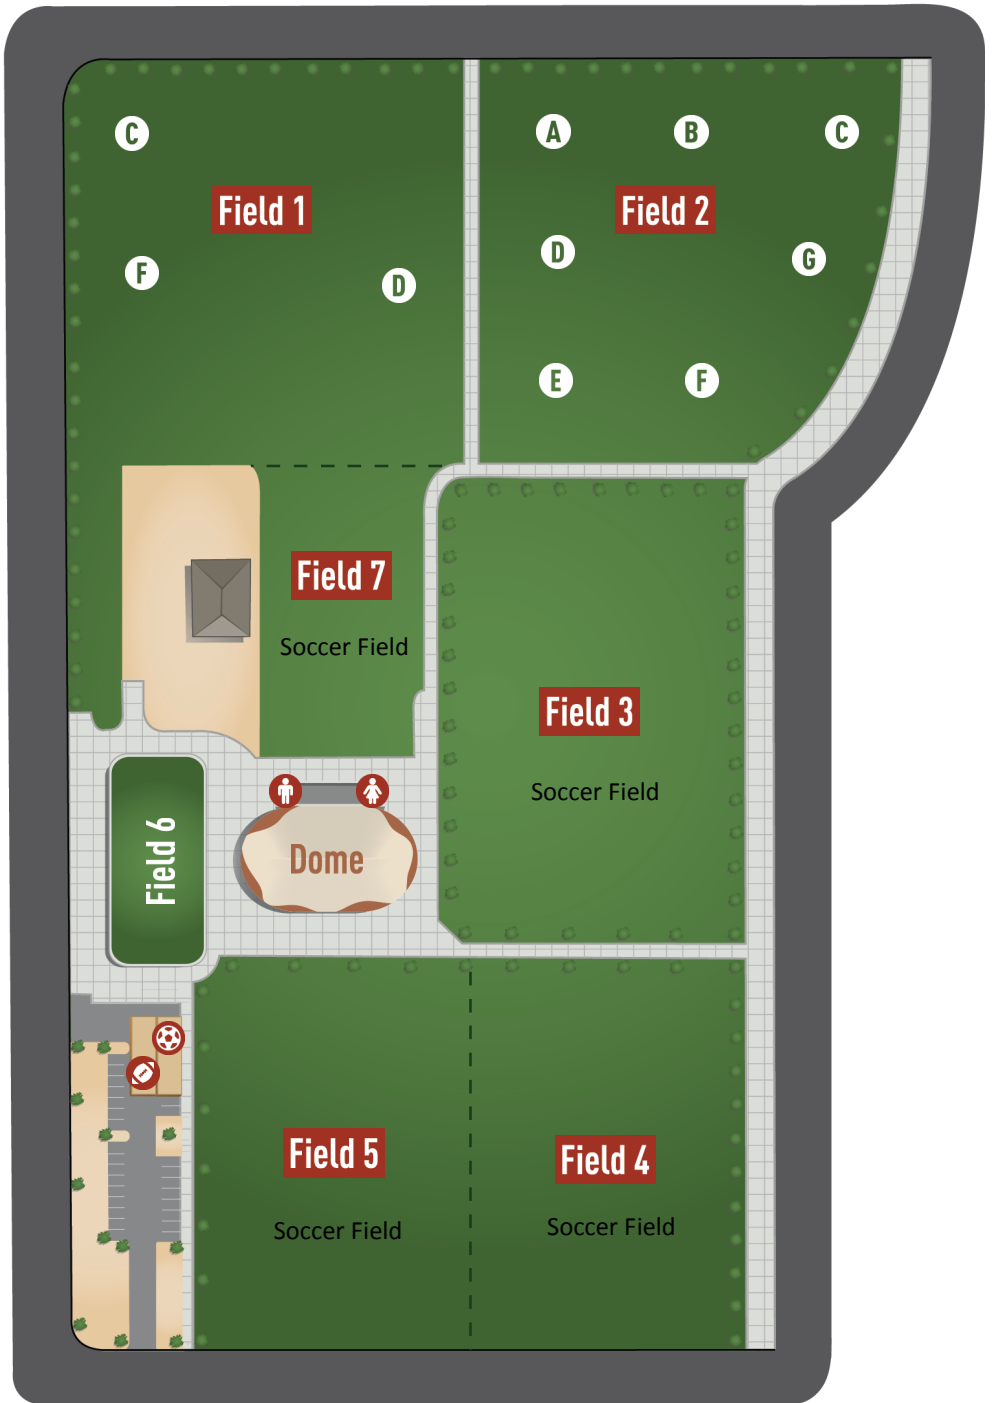 C
A
B
C
Field 1
Field 2
D
G
F
D
E
F
Field 7
Soccer Field
Field 3
Soccer Field
Field 6
Dome
Field 5
Field 4
Soccer Field
Soccer Field